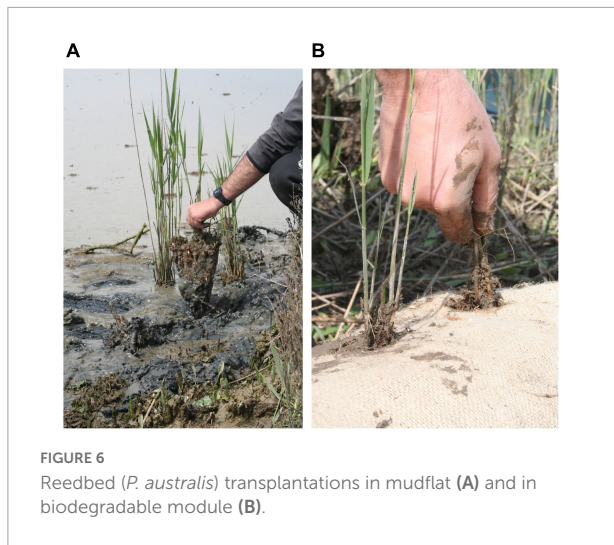 A
B
FIGURE 6
Reedbed (P. australis) transplantations in mudflat (A) and in
biodegradable module (B).